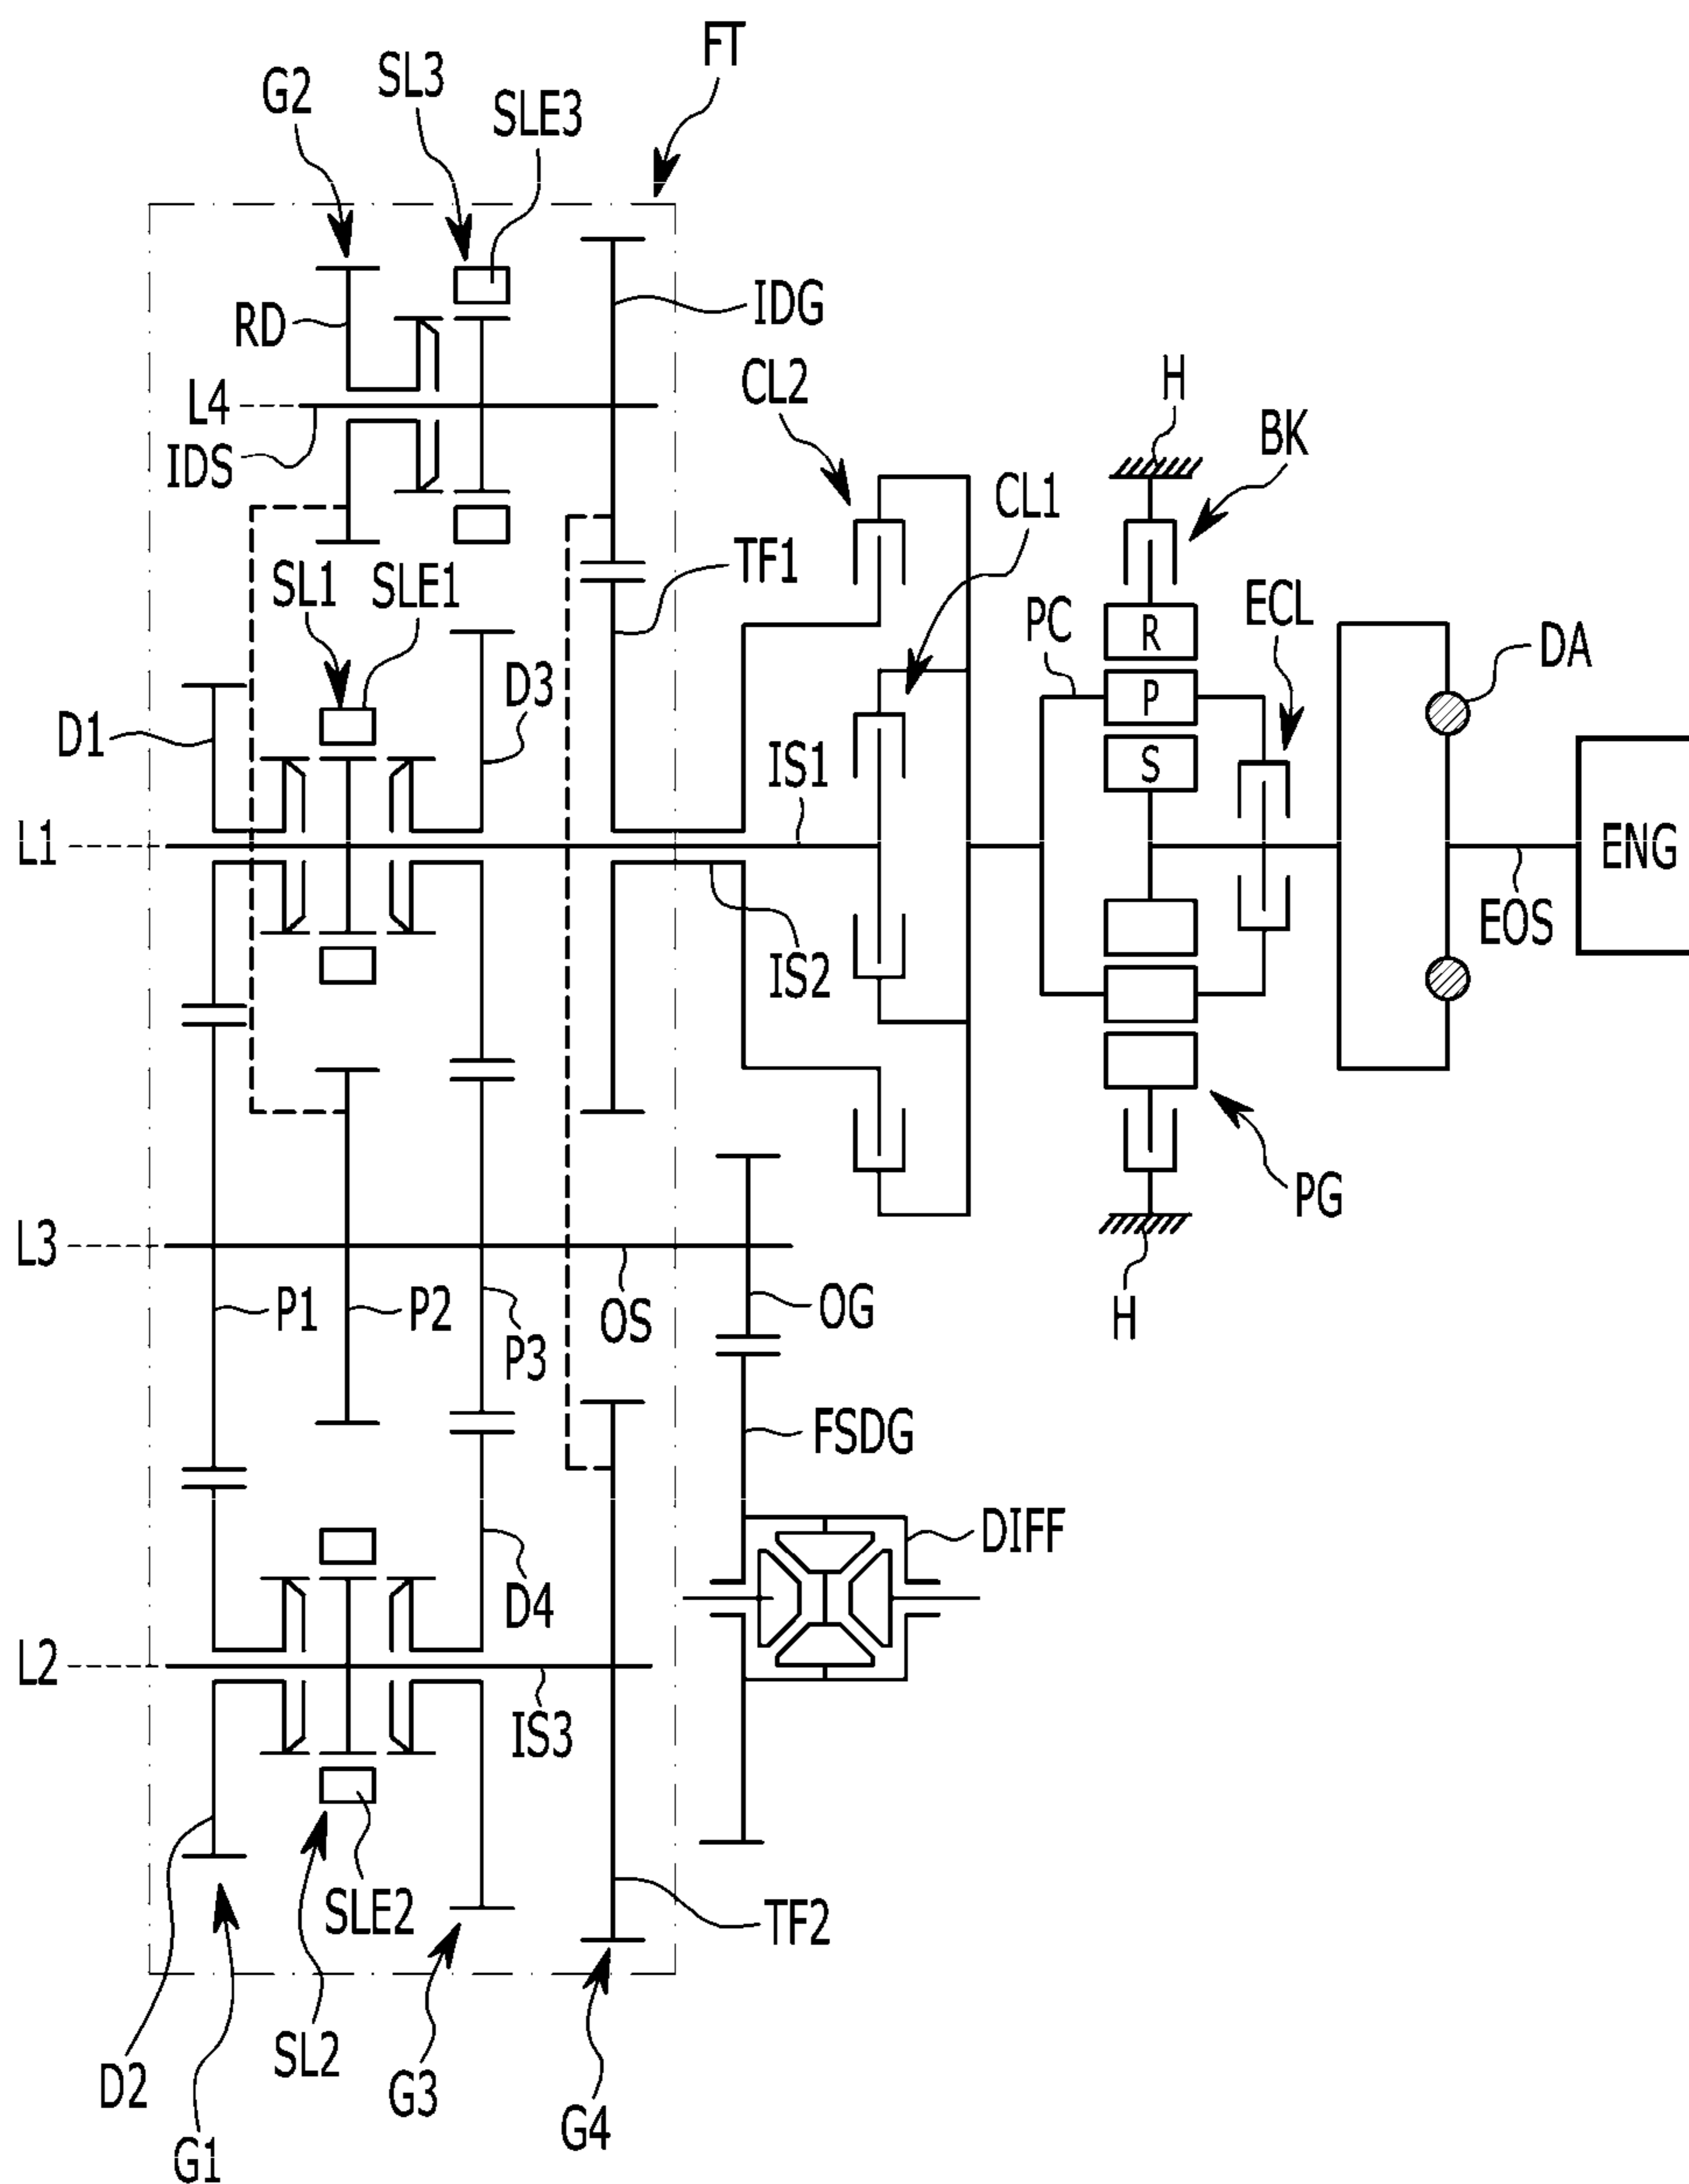 FT
SL3
G2
SLE3
IDG
RD
CL2
H
L4
BK
IDS
CL1
TF1
SL1
SLE1
ECL
PC
R
DA
D3
P
D1
IS1
S
L1
ENG
EOS
IS2
PG
L3
P1
P2
OS
OG
H
P3
FSDG
DIFF
D4
L2
IS3
SLE2
TF2
SL2
D2
G3
G4
G1